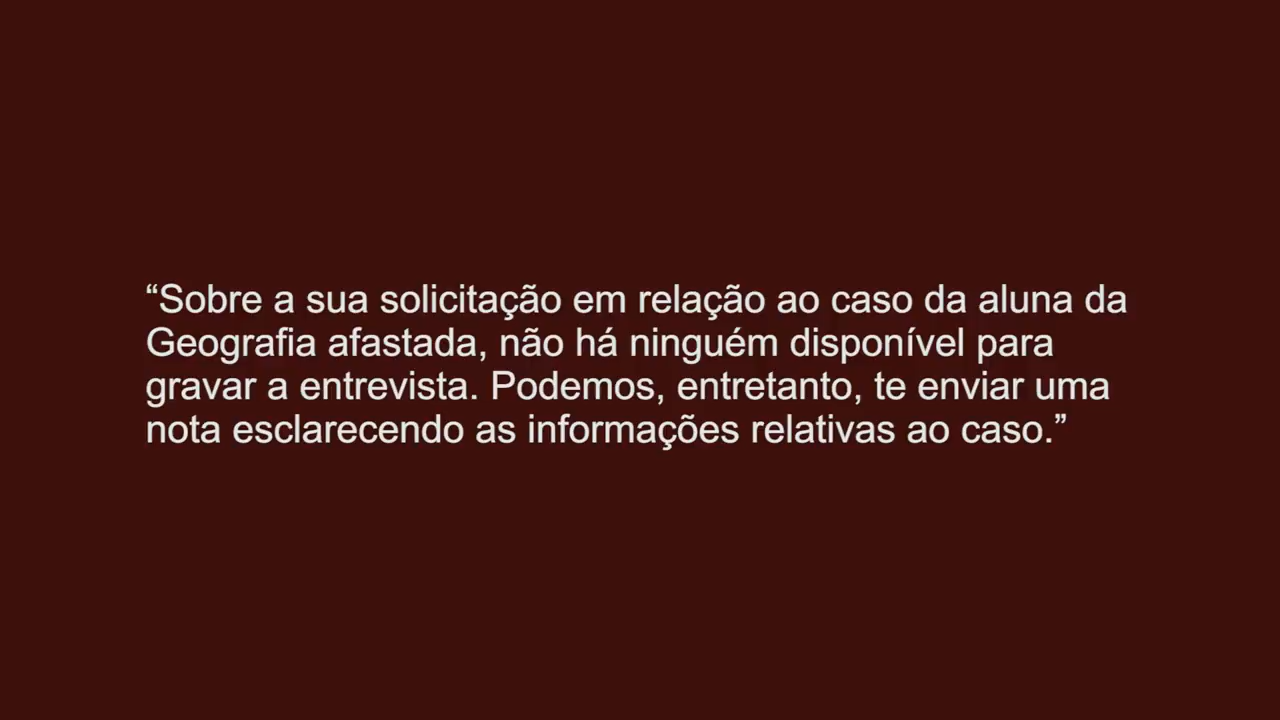 “Sobre a sua solicitação em relação ao caso da aluna da
Geografia afastada, não há ninguém disponível para
gravar a entrevista. Podemos, entretanto, te enviar uma
nota esclarecendo as informações relativas ao caso.”